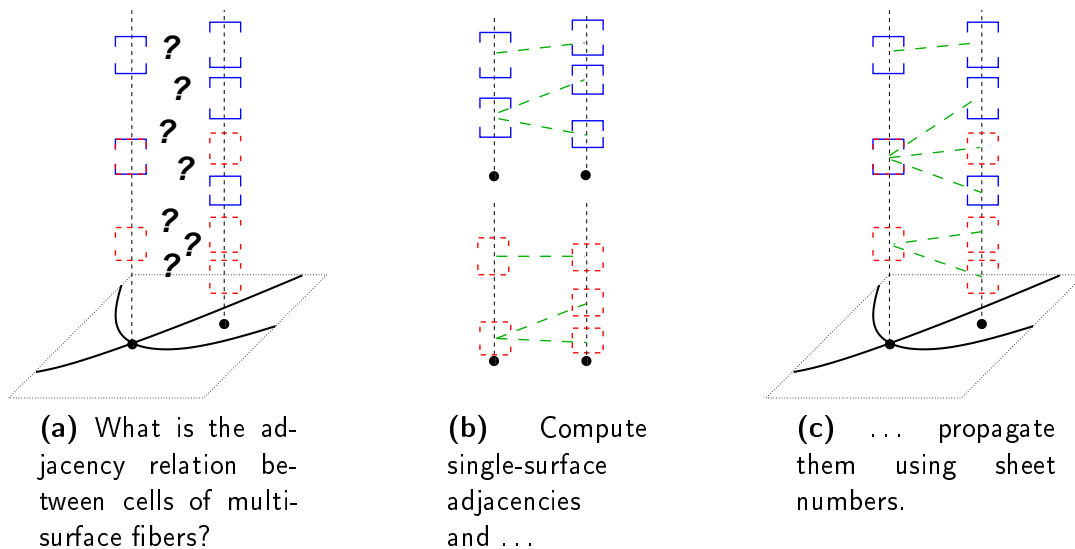 ?
?
?
?
?
?
?
(a) What is the ad-
jacency relation be-
tween cells of multi-
surface fibers?
(b) Compute
single-surface
adjacencies
and ...
(c) ... propagate
them using sheet
numbers.